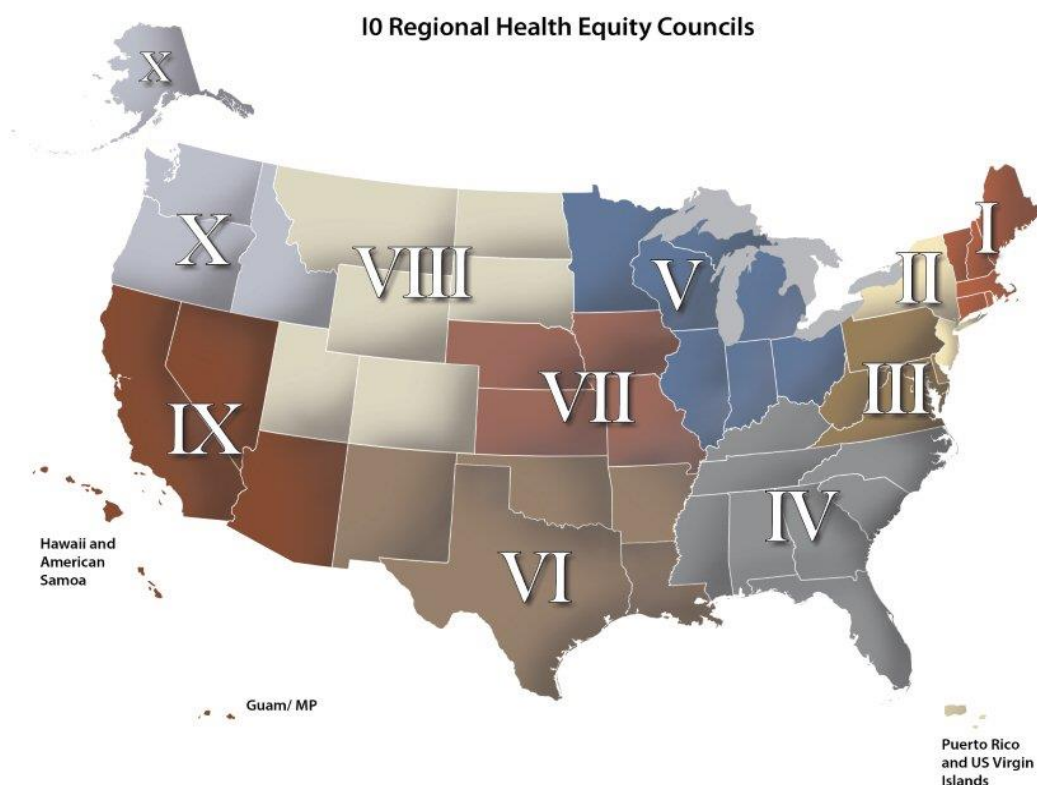 I0 Regional Health Equity Councils
X
X
VIII
V
I
II
III
VII
IX
IV
VI
Hawaii and
American
Samoa
Guam/ MP
Puerto Rico
and US Virgin
Islands